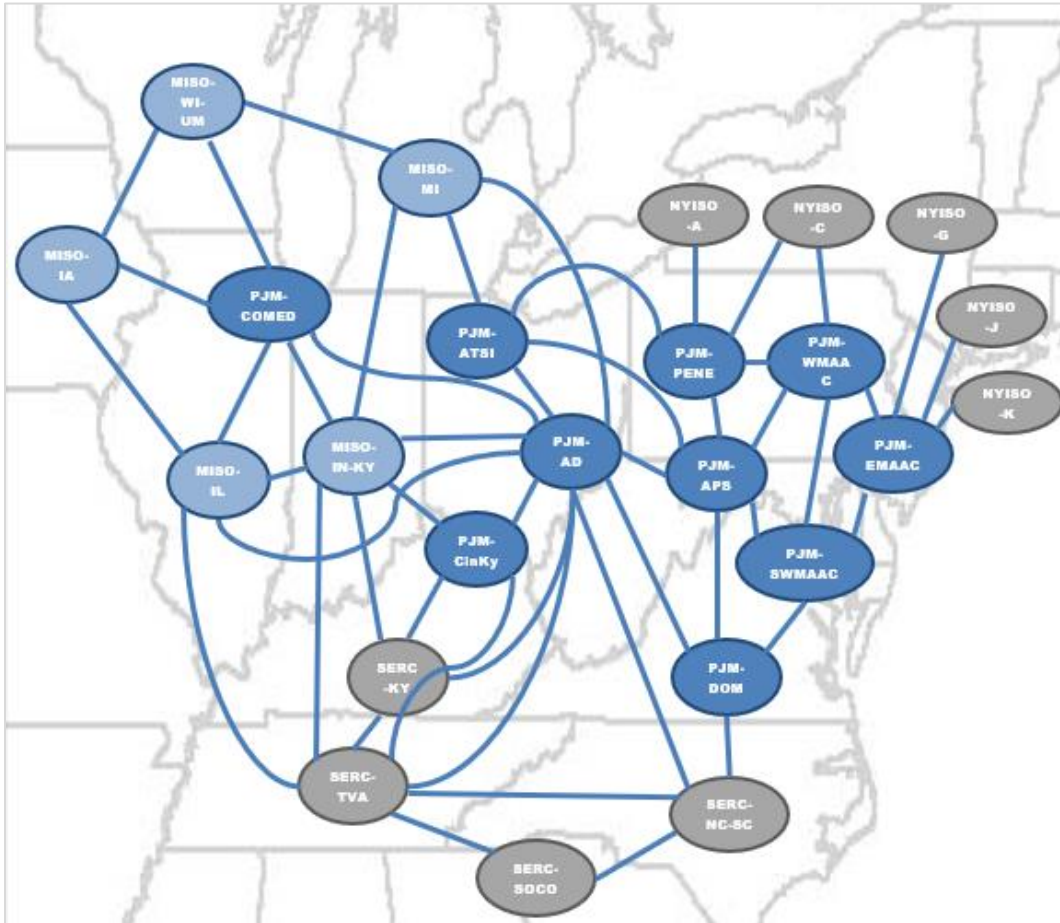 MISO-
WI-
UM
MISO-
MI
NYISO
-A
NYISO
-C
NYISO
-G
MISO-
IA
PJM-
COMED
PJM-
ATSI
PJM-
PENE
PJM-
WMAA
C
NYISO
-J
NYISO
-K
MISO-
IL
MISO-
IN-KY
PJM-
AD
PJM-
APS
PJM-
EMAAC
PJM-
CinKy
PJM-
SWMAAC
SERC
-KY
PJM-
DOM
SERC-
TVA
SERC-
NC-SC
SERC-
SOCO